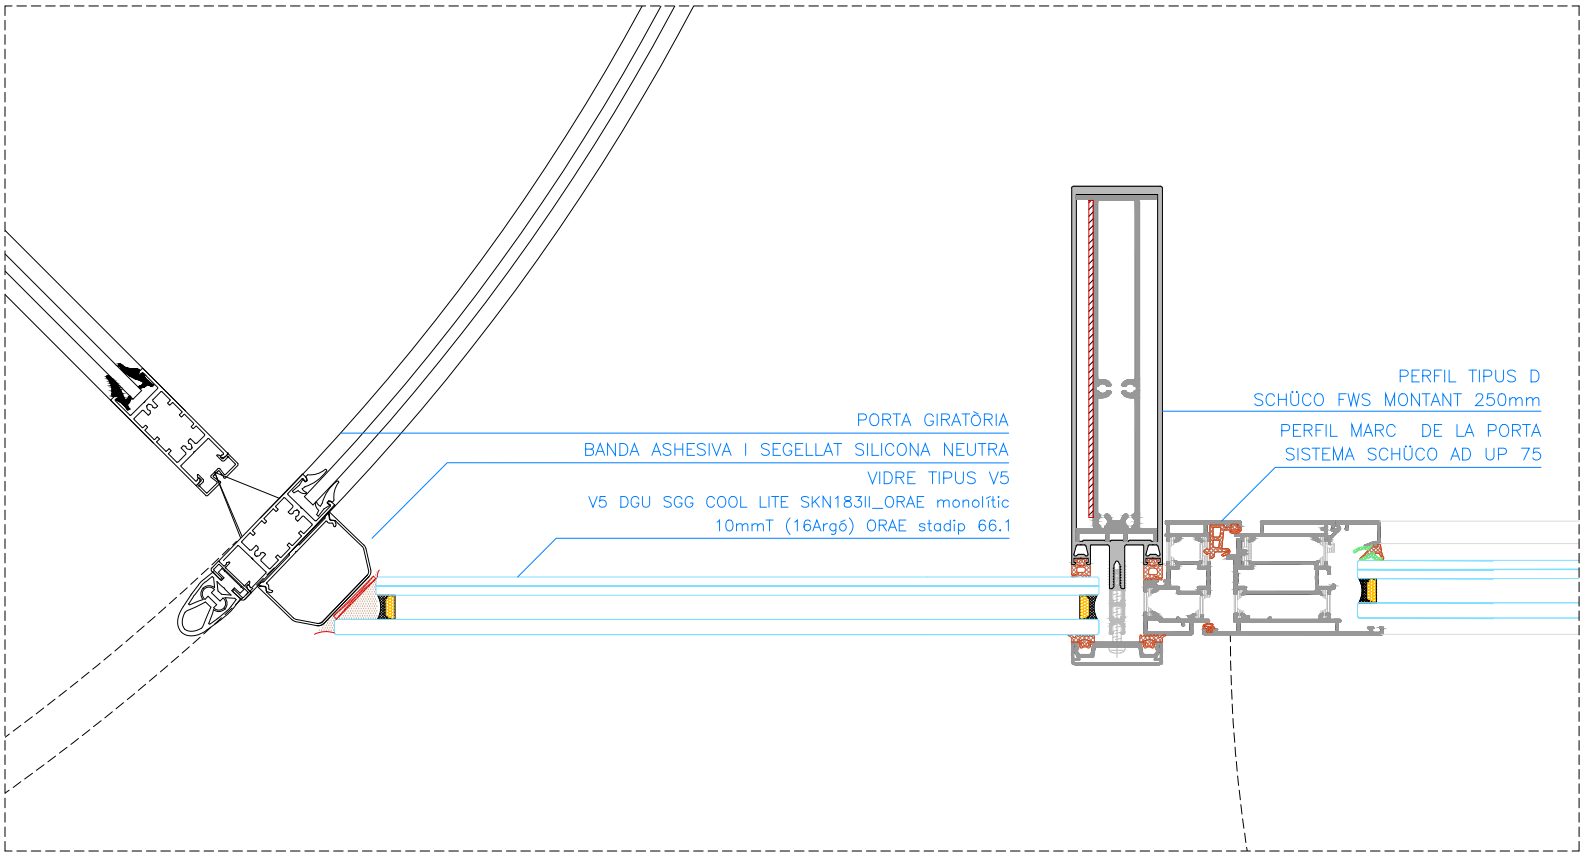 PORTA GIRATÒRIA
BANDA ASHESIVA I SEGELLAT SILICONA NEUTRA
VIDRE TIPUS V5
V5 DGU SGG COOL LITE SKN183II_ORAE monolític
10mmT (16Argó) ORAE stadip 66.1
PERFIL TIPUS D
SCHÜCO FWS MONTANT 250mm
PERFIL MARC DE LA PORTA
SISTEMA SCHÜCO AD UP 75